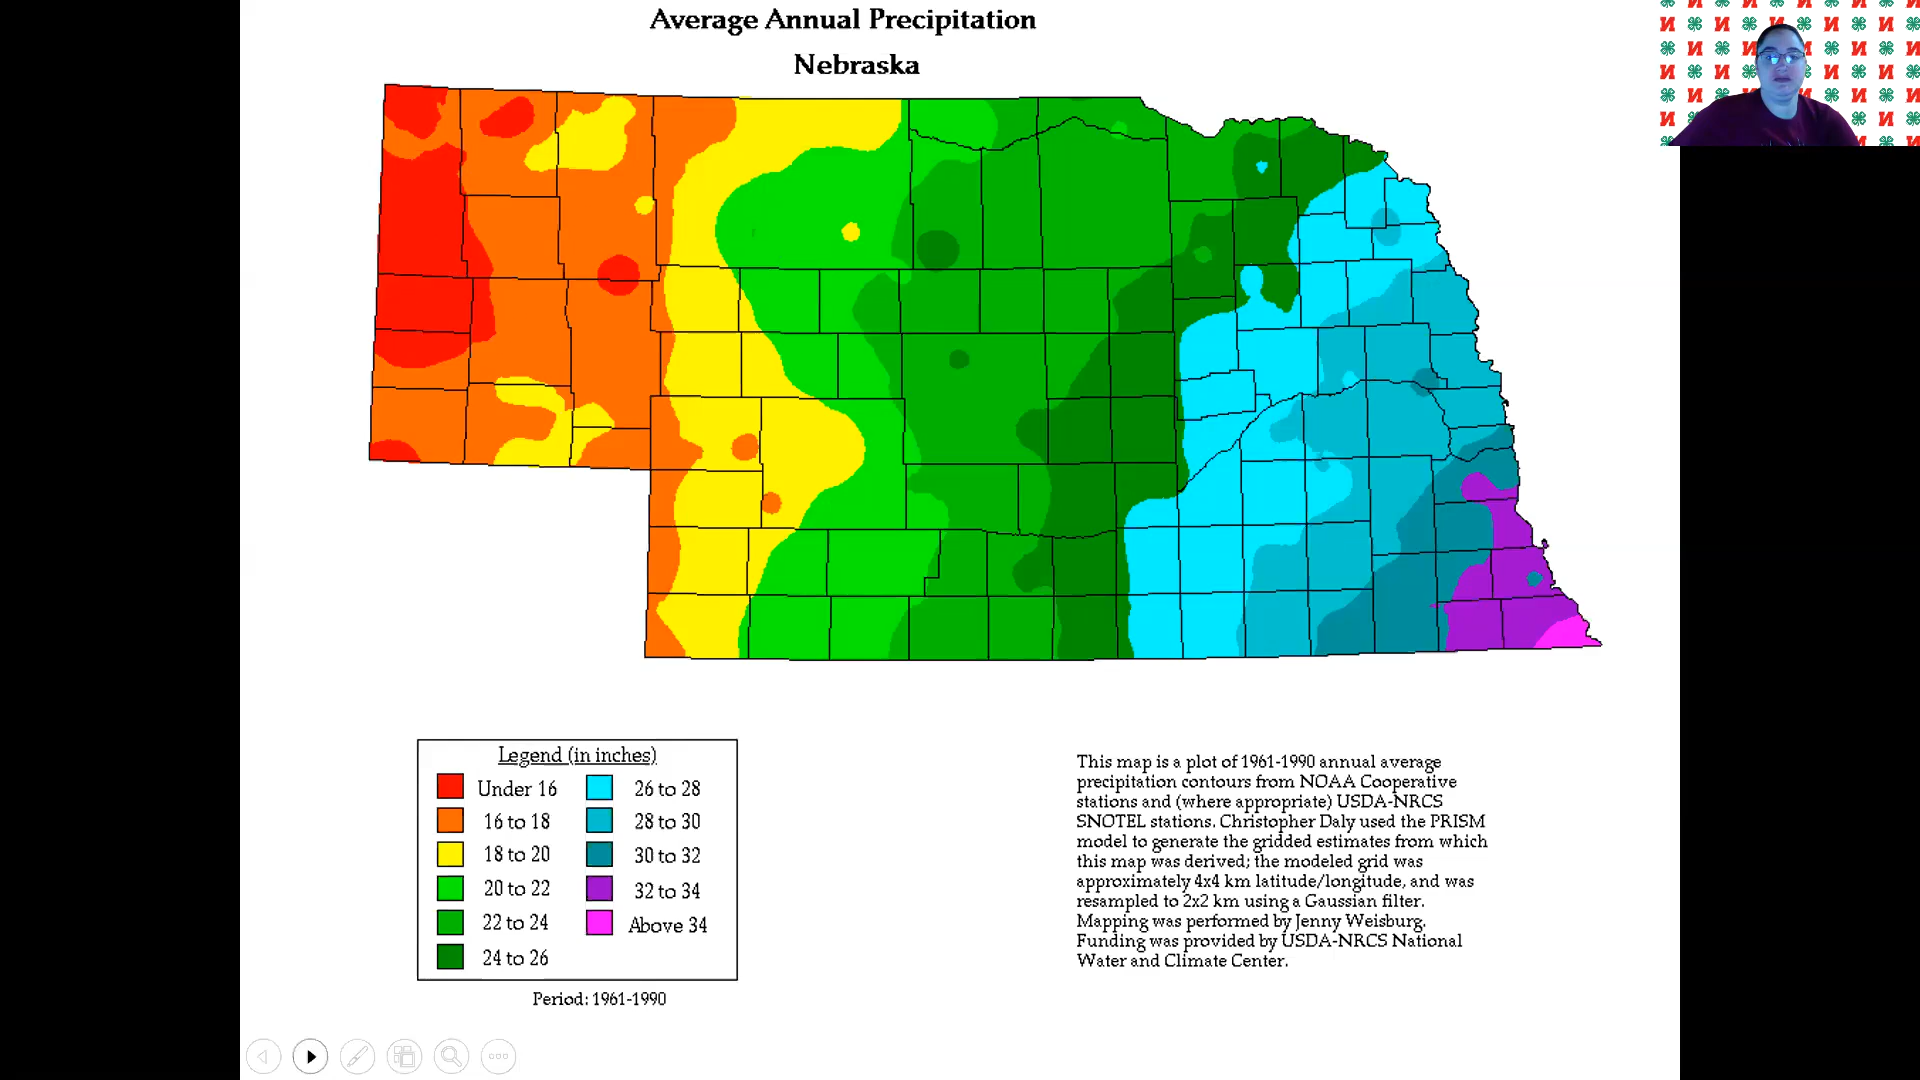 Average Annual Precipitation
Nebraska
Legend (in inches)
Under 16
16 to 18
18 to 20
20 to 22
22 to 24
24 to 26
26 to 28
28 to 30
30 to 32
32 to 34
Above 34
Period: 1961-1990
This map is a plot of 1961-1990 annual average
precipitation contours from NOAA Cooperative
stations and (where appropriate) USDA-NRCS
SNOTEL stations. Christopher Daly used the PRISM
model to generate the gridded estimates from which
this map was derived; the modeled grid was
approximately 4x4 km latitude/longitude, and was
resampled to 2x2 km using a Gaussian filter.
Mapping was performed by Jenny Weisburg.
Funding was provided by USDA-NRCS National
Water and Climate Center.